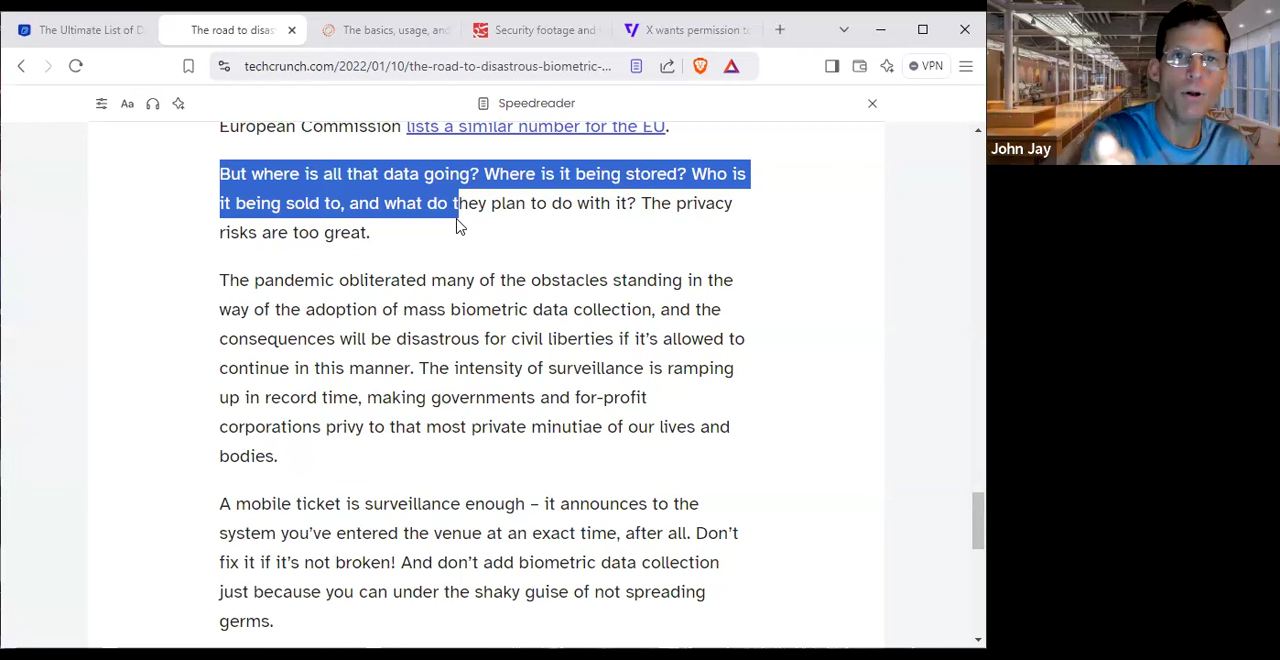 The Ultimate List of D
The road to disas
The basics, usage, and
Security footage and
X wants permission to
techcrunch.com/2022/01/10/the-road-to-disastrous-biometric-...
VPN
Aa
Speedreader
John Jay
European Commission lists a similar number for the EU.
But where is all that data going? Where is it being stored? Who is
it being sold to, and what do they plan to do with it? The privacy
risks are too great.
The pandemic obliterated many of the obstacles standing in the
way of the adoption of mass biometric data collection, and the
consequences will be disastrous for civil liberties if it’s allowed to
continue in this manner. The intensity of surveillance is ramping
up in record time, making governments and for-profit
corporations privy to that most private minutiae of our lives and
bodies.
A mobile ticket is surveillance enough – it announces to the
system you’ve entered the venue at an exact time, after all. Don’t
fix it if it’s not broken! And don’t add biometric data collection
just because you can under the shaky guise of not spreading
germs.